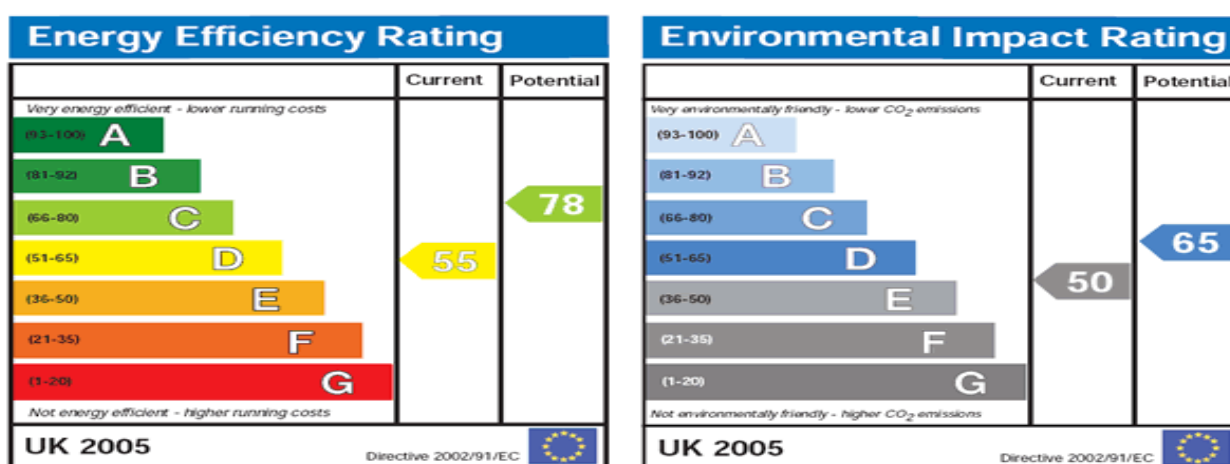 Energy Efficiency Rating
Current Potential
Very energy efficient - lower running costs
(93-100) A
(81-92) B
78
(66-80) C
(51-65) D
55
(36-50) E
(21-35) F
(1-20) G
Not energy efficient - higher running costs
UK 2005
Directive 2002/91/EC
Environmental Impact Rating
Current Potential
Very environmentally friendly - lower CO2 emissions
(93-100) A
(81-92) B
(66-80) C
65
(51-65) D
50
(36-50) E
(21-35) F
(1-20) G
Not environmentally friendly - higher CO2 emissions
UK 2005
Directive 2002/91/EC